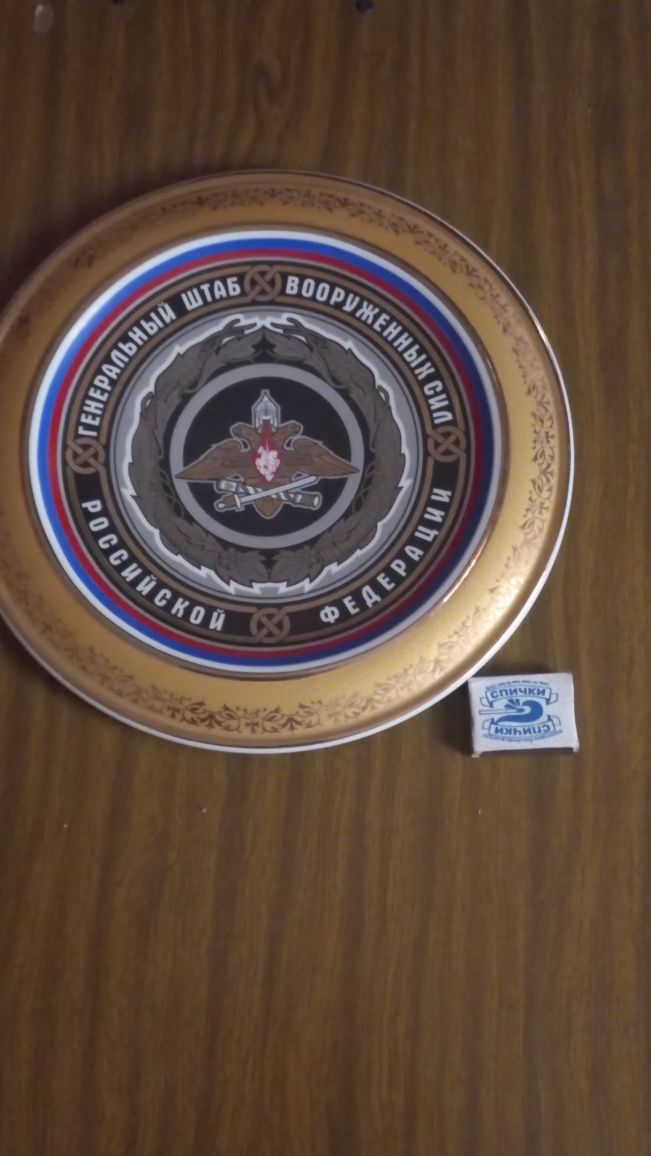 ГЕНЕРАЛЬНЫЙ ШТАБ
ВООРУЖЕННЫХ СИЛ
РОССИЙСКОЙ
ФЕДЕРАЦИИ
СПИЧКИ
СПИЧКИ